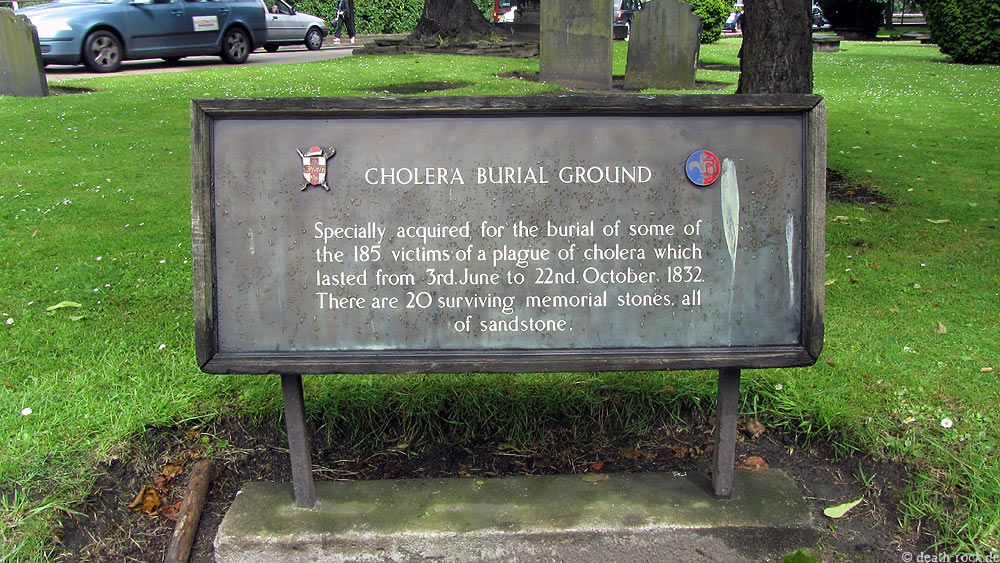 CHOLERA BURIAL GROUND
Specially acquired for the burial of some of
the 185 victims of a plague of cholera which
lasted from 3rd.June to 22nd.October. 1832.
There are 20 surviving memorial stones. all
of sandstone.
© death-rock.de